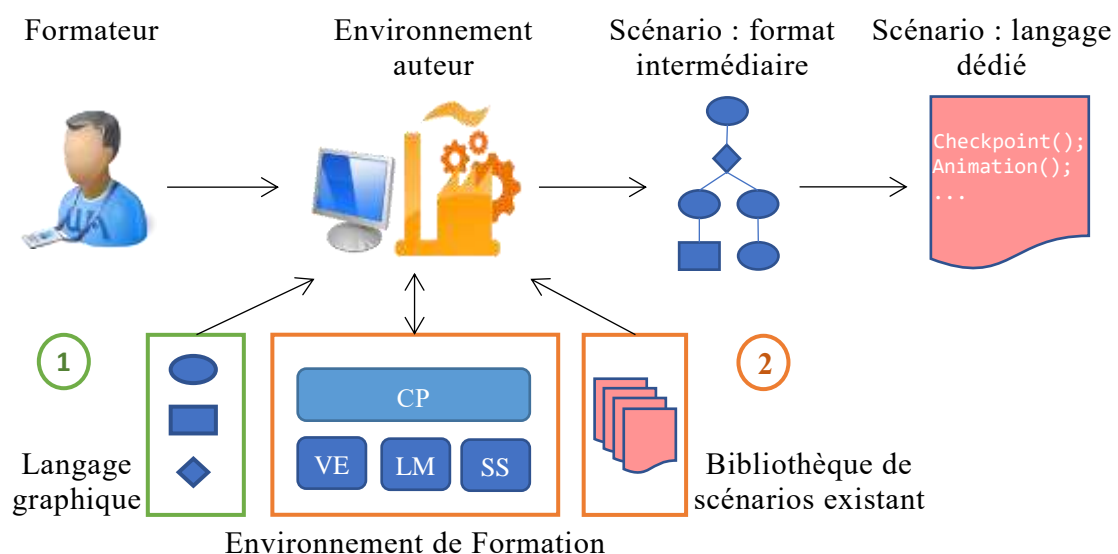 Formateur
Environnement
auteur
Scénario : format
intermédiaire
Scénario : langage
dédié
Checkpoint();
Animation();
...
1
2
CP
VE
LM
SS
Langage
graphique
Bibliothèque de
scénarios existant
Environnement de Formation